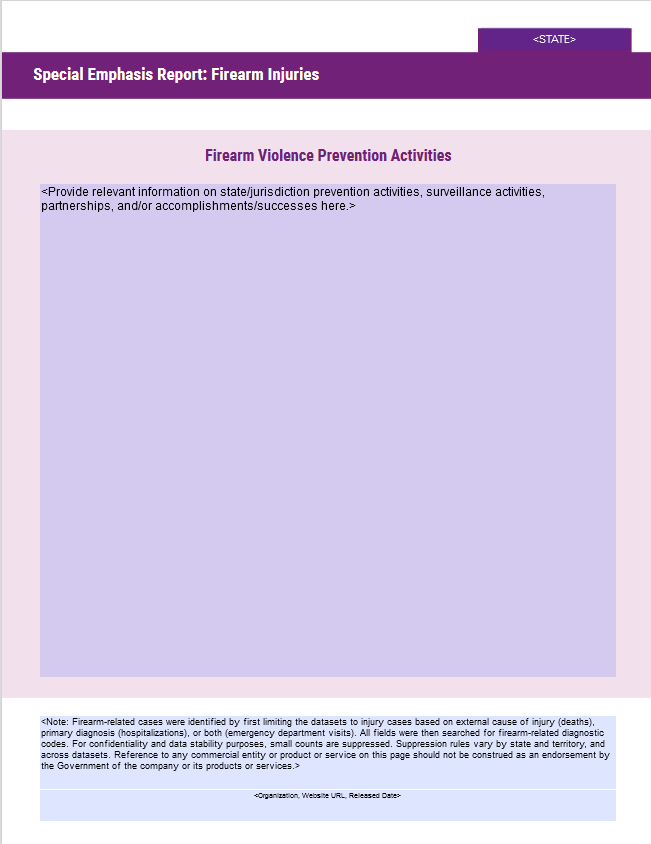 <STATE>
Special Emphasis Report: Firearm Injuries
Firearm Violence Prevention Activities
<Provide relevant information on state/jurisdiction prevention activities, surveillance activities,
partnerships, and/or accomplishments/successes here.>
<Note: Firearm-related cases were identified by first limiting the datasets to injury cases based on external cause of injury (deaths),
primary diagnosis (hospitalizations), or both (emergency department visits). All fields were then searched for firearm-related diagnostic
codes. For confidentiality and data stability purposes, small counts are suppressed. Suppression rules vary by state and territory, and
across datasets. Reference to any commercial entity or product or service on this page should not be construed as an endorsement by
the Government of the company or its products or services.>
<Organization, Website URL, Released Date>